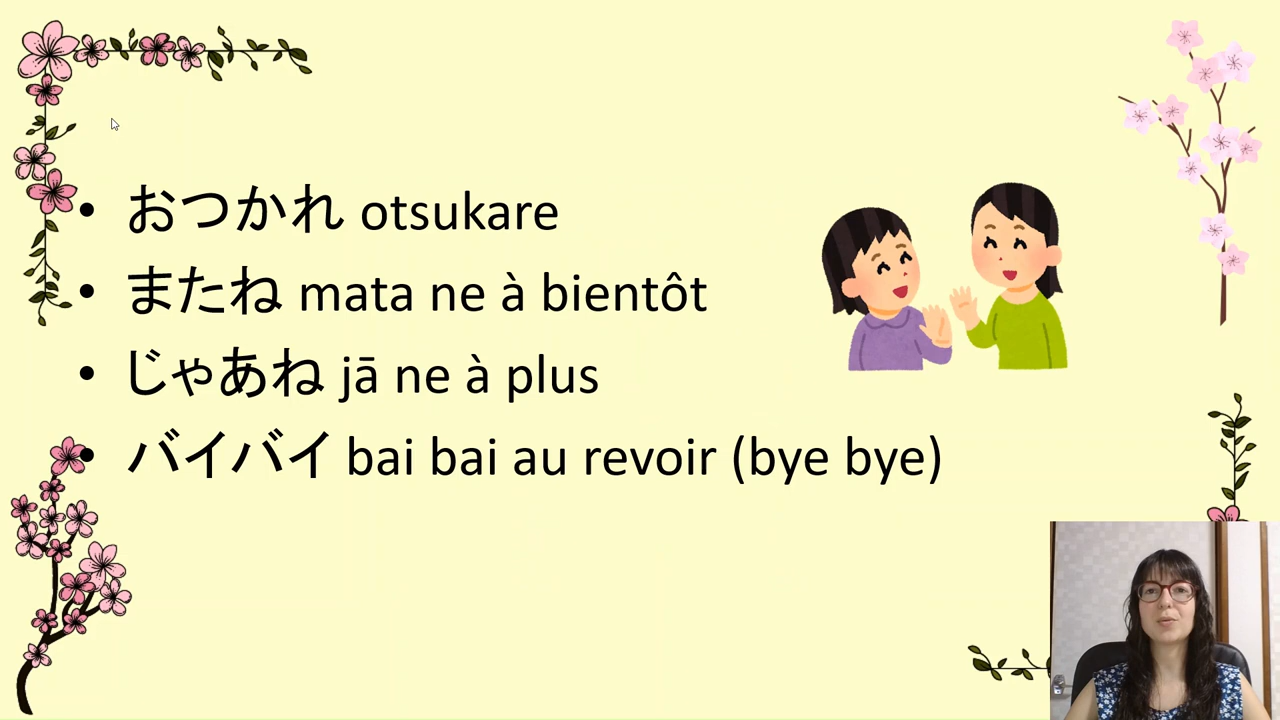 • おつかれ otsukare
• またね mata ne à bientôt
• じゃあね jā ne à plus
• バイバイ bai bai au revoir (bye bye)